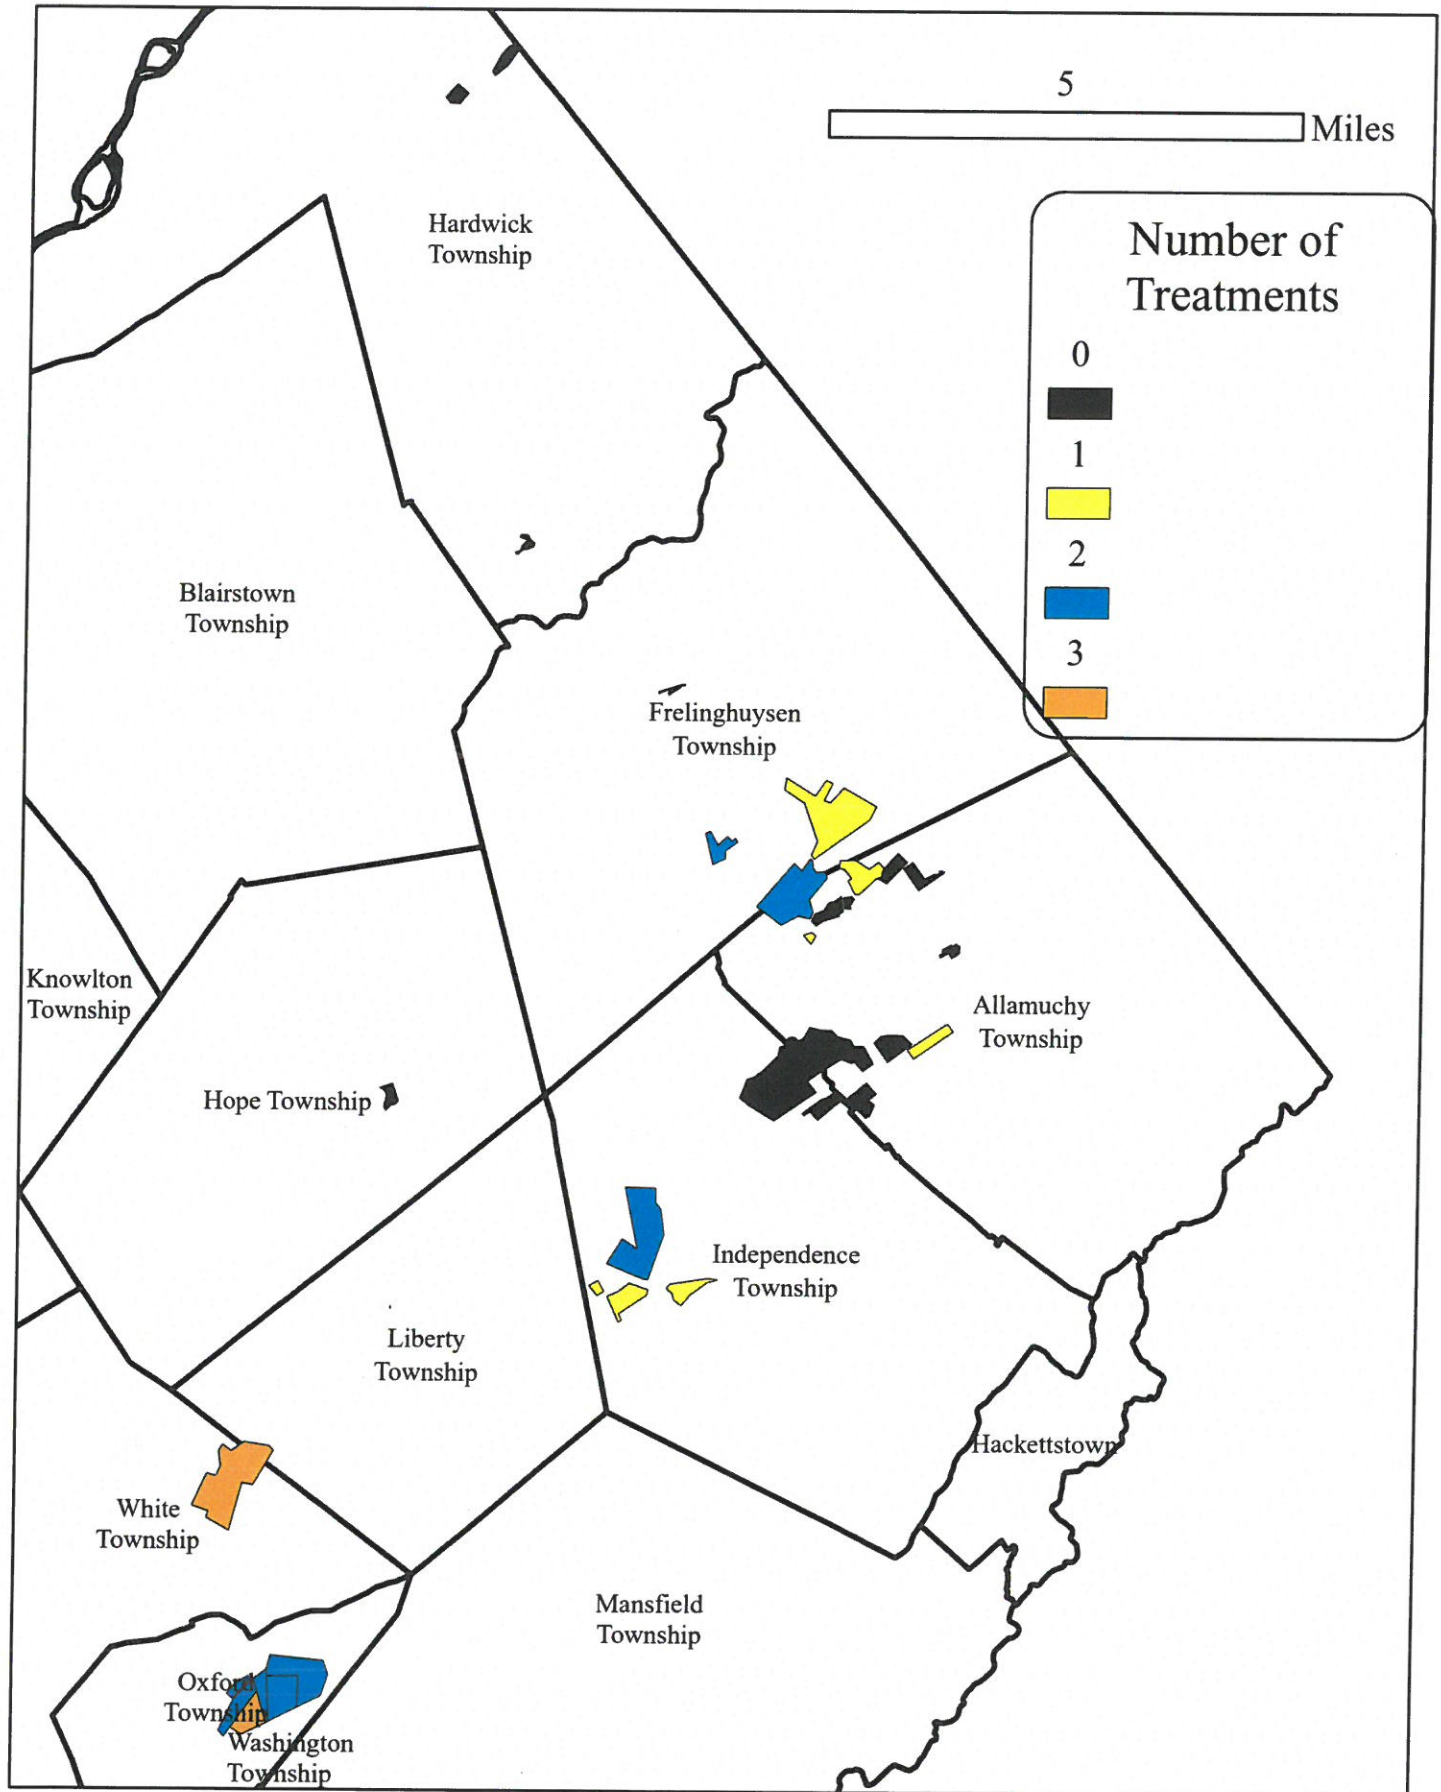 5
Miles
Number of
Treatments
0
1
2
3
Hardwick
Township
Blairstown
Township
Frelinghuysen
Township
Knowlton
Township
Allamuchy
Township
Hope Township
Independence
Township
Liberty
Township
Hackettstown
White
Township
Mansfield
Township
Oxford
Township
Washington
Township